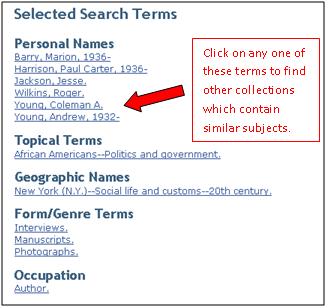 Selected Search Terms
Personal Names
Barry, Marion, 1936-
Harrison, Paul Carter, 1936-
Jackson, Jesse.
Wilkins, Roger.
Young, Coleman A.
Young, Andrew, 1932-
Click on any one of
these terms to find
other collections
which contain
similar subjects.
Topical Terms
African Americans--Politics and government.
Geographic Names
New York (N.Y.)--Social life and customs--20th century.
Form/Genre Terms
Interviews.
Manuscripts.
Photographs.
Occupation
Author.